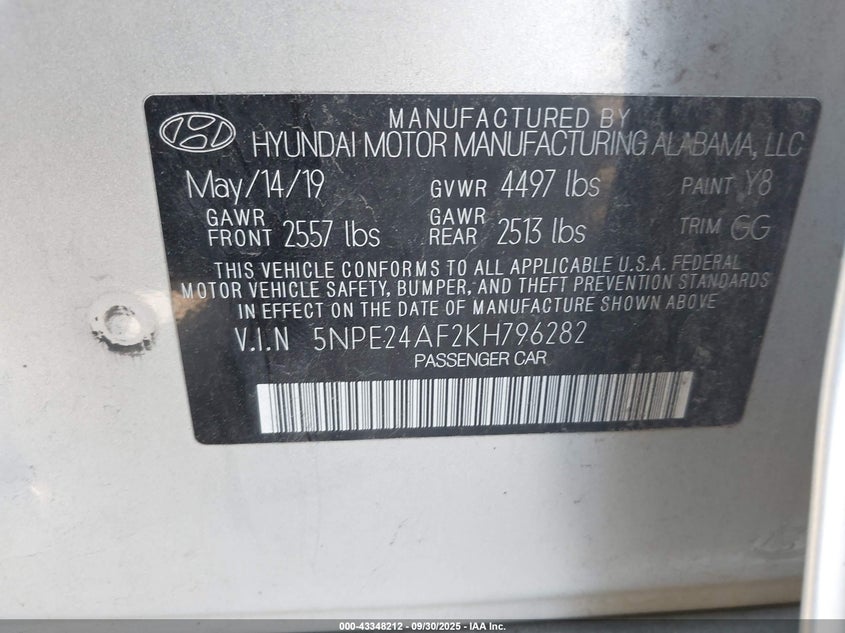 MANUFACTURED BY
HYUNDAI MOTOR MANUFACTURING ALABAMA, LLC
May/14/19 GVWR 4497 lbs PAINT Y8
GAWR FRONT 2557 lbs GAWR REAR 2513 lbs TRIM GG
THIS VEHICLE CONFORMS TO ALL APPLICABLE U.S.A. FEDERAL
MOTOR VEHICLE SAFETY, BUMPER, AND THEFT PREVENTION STANDARDS
IN EFFECT ON THE DATE OF MANUFACTURE SHOWN ABOVE
V.I.N 5NPE24AF2KH796282
PASSENGER CAR
000-43348212 - 09/30/2025 - IAA Inc.